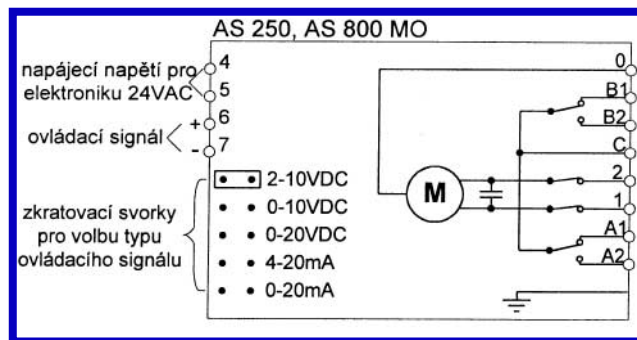 AS 250, AS 800 MO
napájecí napětí pro
elektroniku 24VAC
4
5
ovládací signál
+ 6
- 7
zkratovací svorky
pro volbu typu
ovládacího signálu
2-10VDC
0-10VDC
0-20VDC
4-20mA
0-20mA
M
0
B1
B2
C
2
1
A1
A2